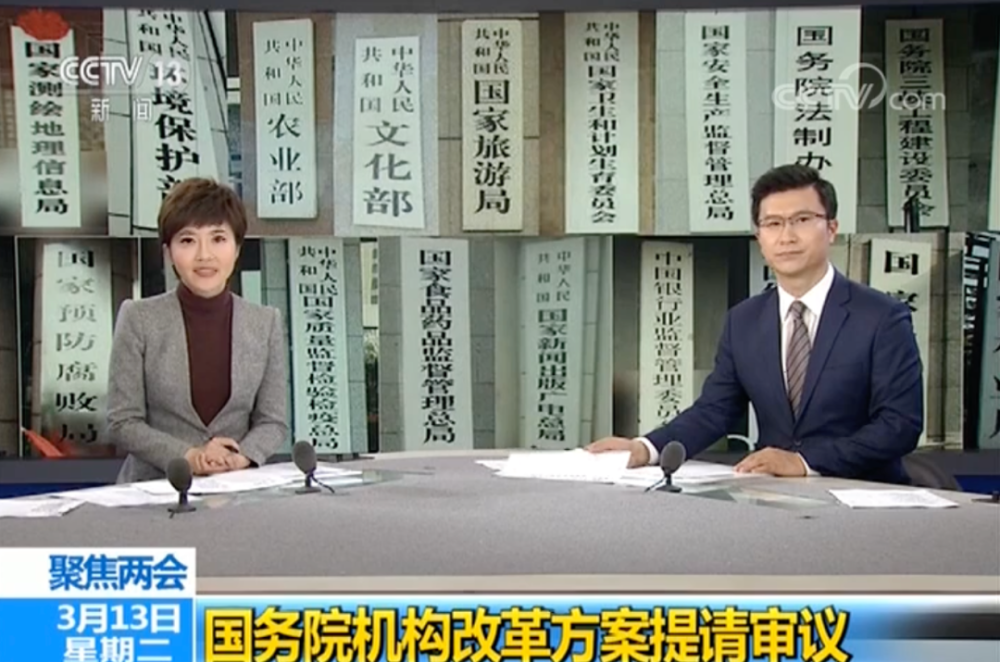 CCTV 13
新闻
CCTV.com
国家测绘地理信息局
中华人民共和国
环境保护部
中华人民共和国
农业部
中华人民共和国
文化部
中华人民共和国
国家旅游局
中华人民共和国
国家卫生和计划生育委员会
国家安全生产监督管理总局
国务院法制办
国务院三峡工程建设委员会
国家预防腐败局
中华人民共和国
国家质量监督检验检疫总局
国家食品药品监督管理总局
中华人民共和国
国家新闻出版广电总局
中国银行业监督管理委员
国家
聚焦两会
3月13日
星期二
国务院机构改革方案提请审议